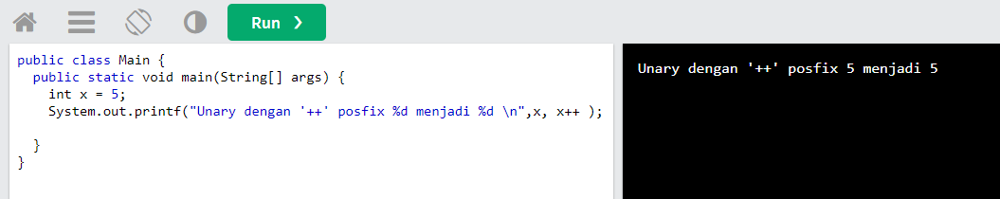 Run ❯
public class Main {
  public static void main(String[] args) {
    int x = 5;
    System.out.printf("Unary dengan '++' posfix %d menjadi %d \n",x, x++ );
  }
}
Unary dengan '++' posfix 5 menjadi 5